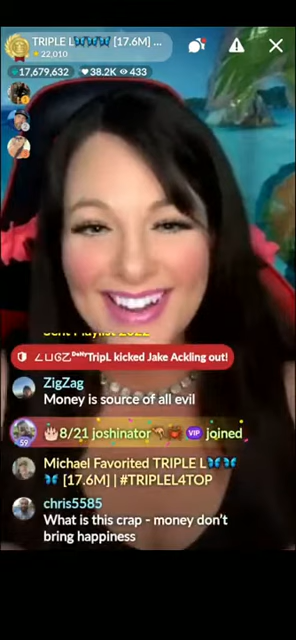 TRIPLE L🦋🦋🦋 [17.6M] ...
22,010
17,679,632 38.2K 433
DeNy TripL kicked Jake Ackling out!
ZigZag
Money is source of all evil
59
🎂8/21 joshinator VIP joined
Michael Favorited TRIPLE L🦋🦋
🦋 [17.6M] | #TRIPLEL4TOP
chris5585
What is this crap - money don't
bring happiness